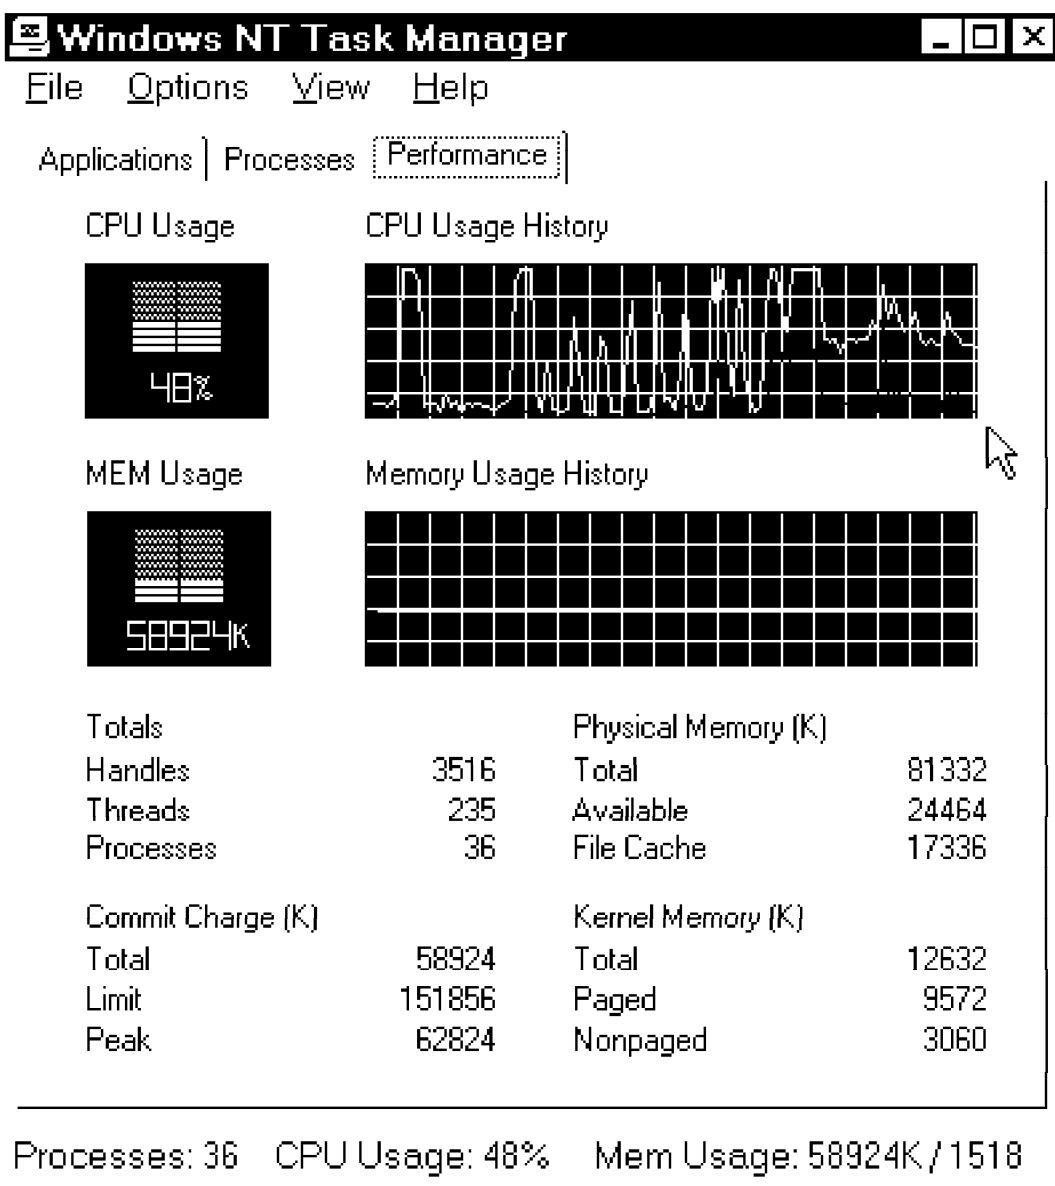 Windows NT Task Manager
File Options View Help
Applications Processes Performance
CPU Usage CPU Usage History
48%
MEM Usage Memory Usage History
58924K
Totals Physical Memory (K)
Handles 3516 Total 81332
Threads 235 Available 24464
Processes 36 File Cache 17336
Commit Charge (K) Kernel Memory (K)
Total 58924 Total 12632
Limit 151856 Paged 9572
Peak 62824 Nonpaged 3060
Processes: 36 CPU Usage: 48% Mem Usage: 58924K / 1518